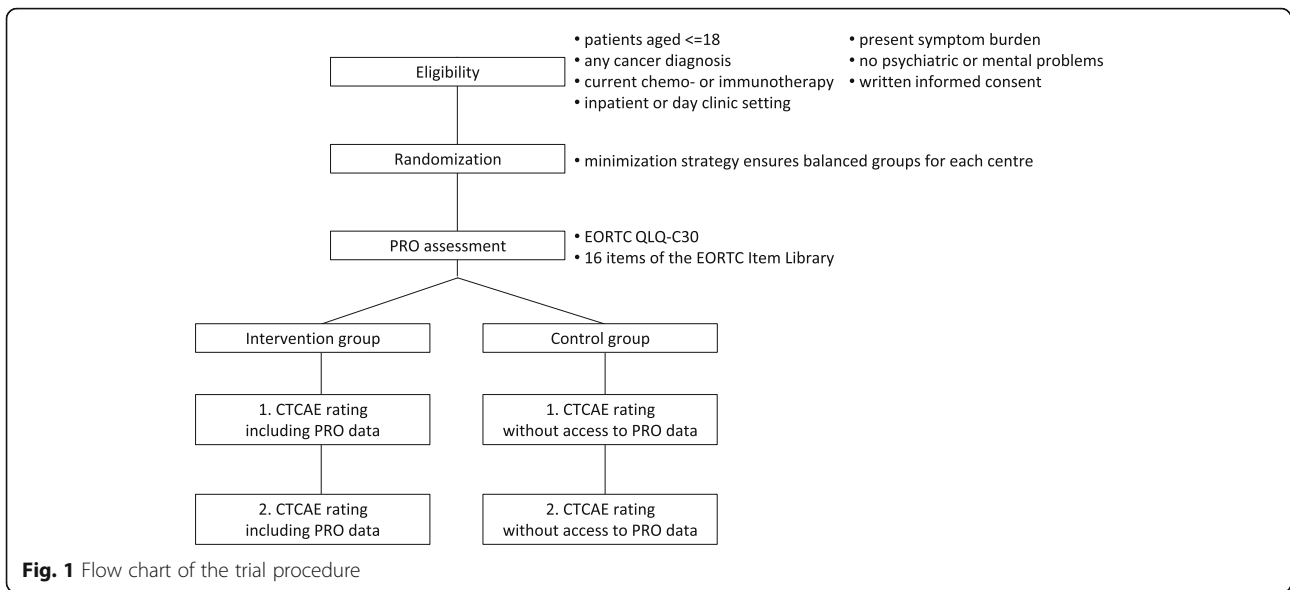 Eligibility
• patients aged <=18
• any cancer diagnosis
• current chemo- or immunotherapy
• inpatient or day clinic setting
• present symptom burden
• no psychiatric or mental problems
• written informed consent
Randomization
• minimization strategy ensures balanced groups for each centre
PRO assessment
• EORTC QLQ-C30
• 16 items of the EORTC Item Library
Intervention group
Control group
1. CTCAE rating
including PRO data
1. CTCAE rating
without access to PRO data
2. CTCAE rating
including PRO data
2. CTCAE rating
without access to PRO data
Fig. 1 Flow chart of the trial procedure